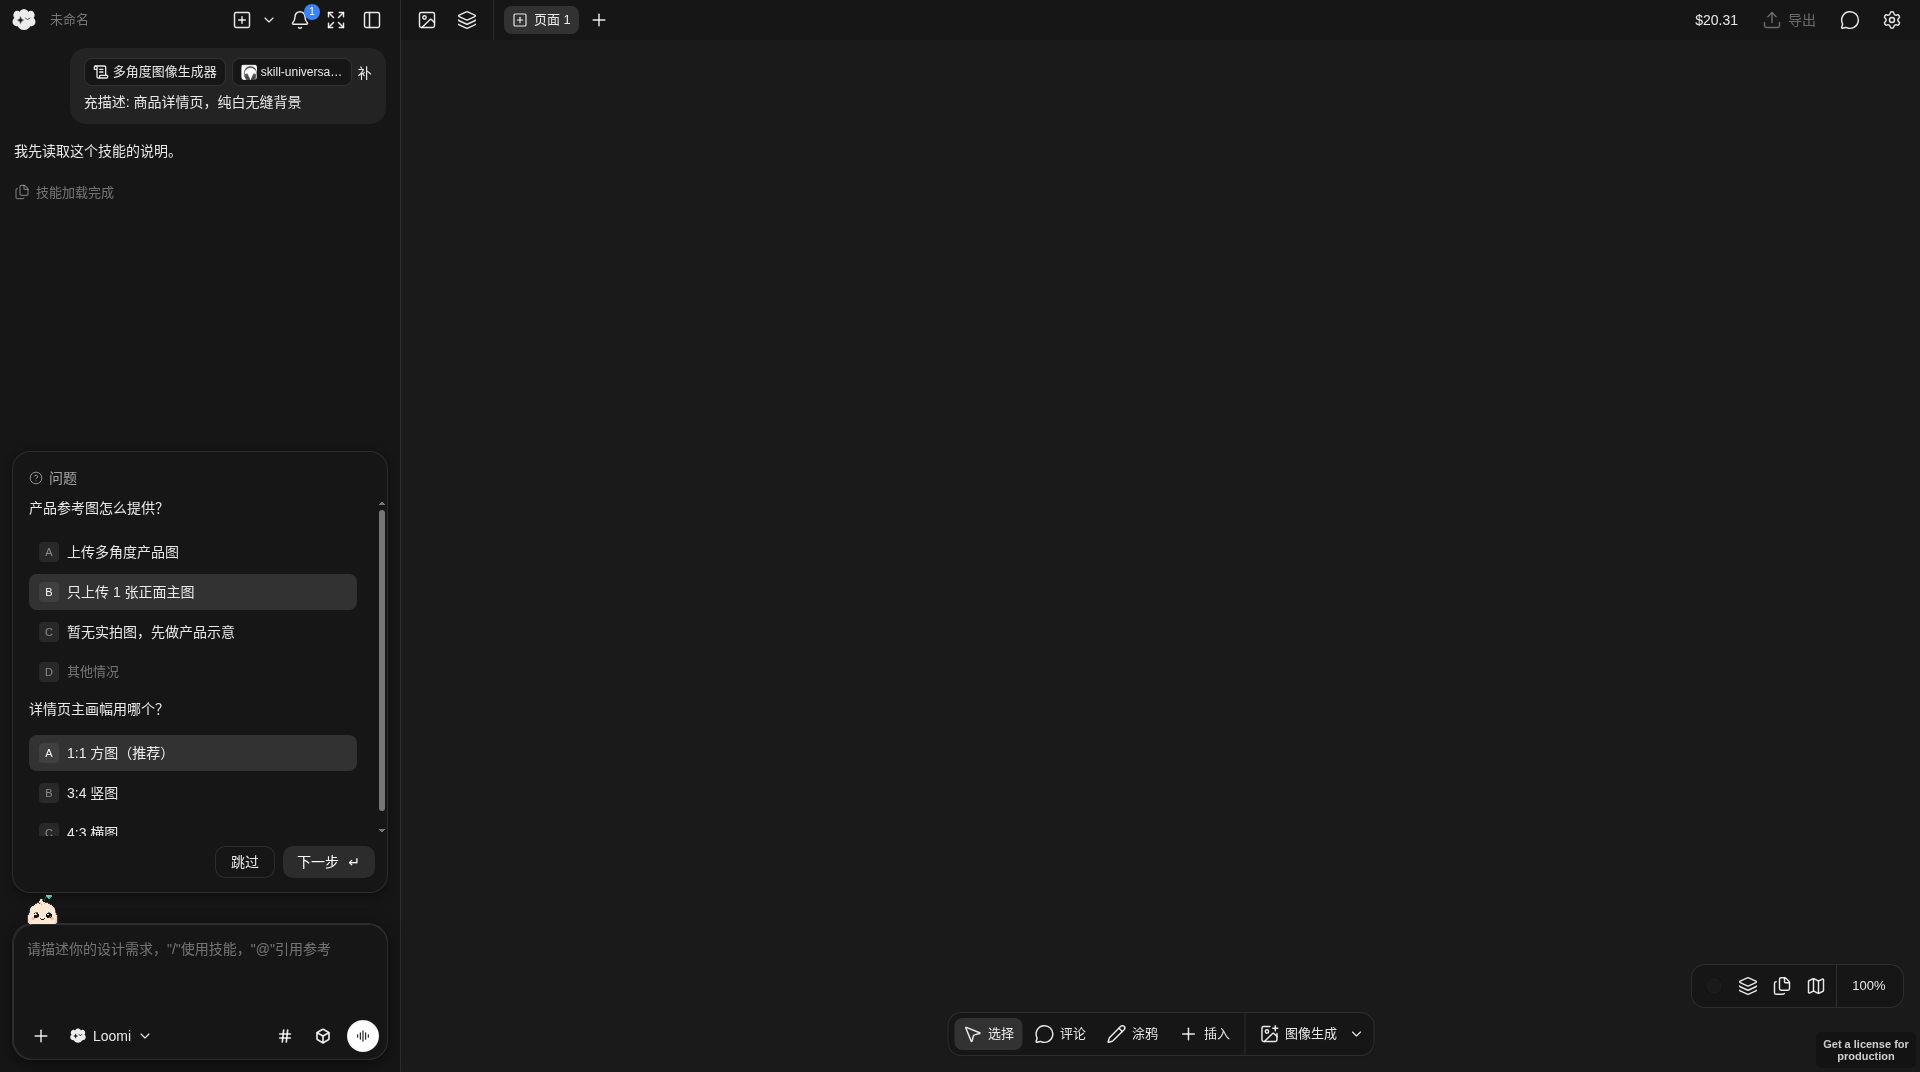 未命名
1
页面 1
$20.31
导出
多角度图像生成器 skill-universa... 补
充描述: 商品详情页，纯白无缝背景
我先读取这个技能的说明。
技能加载完成
问题
产品参考图怎么提供?
A 上传多角度产品图
B 只上传 1 张正面主图
C 暂无实拍图，先做产品示意
D 其他情况
详情页主画幅用哪个?
A 1:1 方图（推荐）
B 3:4 竖图
C 4:3 横图
跳过
下一步
请描述你的设计需求，"/"使用技能，"@"引用参考
Loomi
选择
评论
涂鸦
插入
图像生成
100%
Get a license for
production